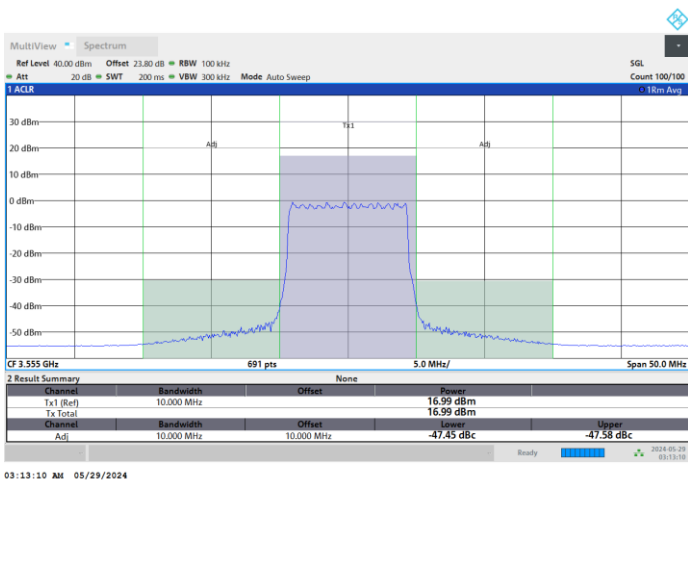 MultiView Spectrum
Ref Level 40.00 dBm Offset 23.80 dB RBW 100 kHz SGL
Att 20 dB SWT 200 ms VBW 300 kHz Mode Auto Sweep Count 100/100
1 ACLR 1Rm Avg
30 dBm
Tx1
20 dBm
Adj Adj
10 dBm
0 dBm
-10 dBm
-20 dBm
-30 dBm
-40 dBm
-50 dBm
CF 3.555 GHz 691 pts 5.0 MHz/ Span 50.0 MHz
2 Result Summary None
Channel Bandwidth Offset Power
Tx1 (Ref) 10.000 MHz 16.99 dBm
Tx Total 16.99 dBm
Channel Bandwidth Offset Lower Upper
Adj 10.000 MHz 10.000 MHz -47.45 dBc -47.58 dBc
Ready 2024-05-29
03:13:10
03:13:10 AM 05/29/2024